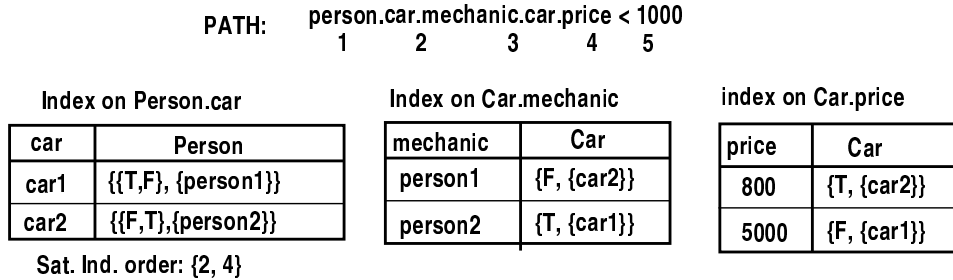 PATH: person.car.mechanic.car.price < 1000
1 2 3 4 5
Index on Person.car
car Person
car1 {{T,F}, {person1}}
car2 {{F,T},{person2}}
Sat. Ind. order: {2, 4}
Index on Car.mechanic
mechanic Car
person1 {F, {car2}}
person2 {T, {car1}}
index on Car.price
price Car
800 {T, {car2}}
5000 {F, {car1}}